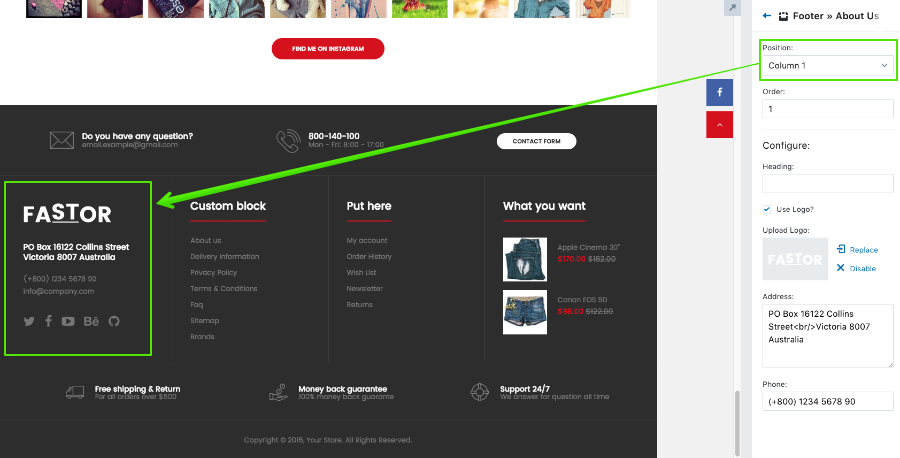 FIND ME ON INSTAGRAM
Do you have any question?
email.example@gmail.com
800-140-100
Mon - Fri: 8:00 - 17:00
CONTACT FORM
FASTOR
PO Box 16122 Collins Street
Victoria 8007 Australia
(+800) 1234 5678 90
info@company.com
Bē
Custom block
About us
Delivery information
Privacy Policy
Terms & Conditions
Faq
Sitemap
Brands
Put here
My account
Order History
Wish List
Newsletter
Returns
What you want
Apple Cinema 30"
$170.00 $182.00
Canon EOS 5D
$98.00 $122.00
Free shipping & Return
For all orders over $500
Money back guarantee
100% money back guarante
Support 24/7
We answer for question all time
Copyright © 2016, Your Store. All Rights Reserved.
Footer » About Us
Position:
Column 1
Order:
1
Configure:
Heading:
Use Logo?
Upload Logo:
FASTOR
Replace
Disable
Address:
PO Box 16122 Collins
Street<br/>Victoria 8007
Australia
Phone:
(+800) 1234 5678 90